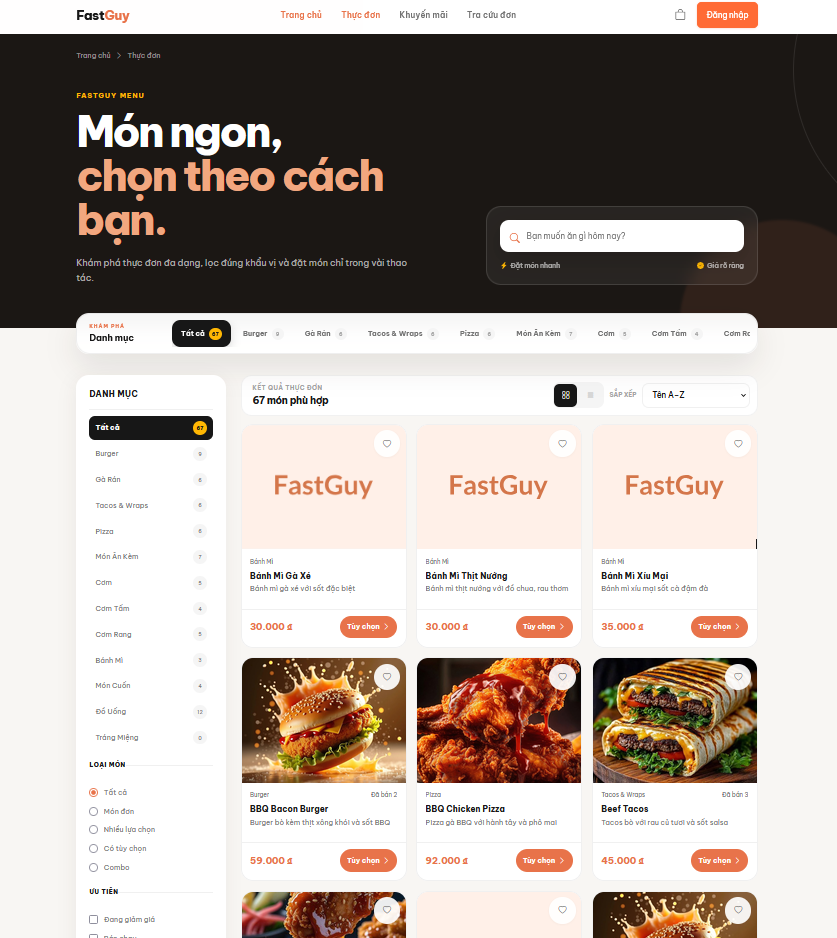 FastGuy
Trang chủ
Thực đơn
Khuyến mãi
Tra cứu đơn
Đăng nhập
Trang chủ > Thực đơn
FASTGUY MENU
Món ngon,
chọn theo cách
bạn.
Khám phá thực đơn đa dạng, lọc đúng khẩu vị và đặt món chỉ trong vài thao
tác.
Bạn muốn ăn gì hôm nay?
Đặt món nhanh
Giá rõ ràng
KHÁM PHÁ
Danh mục
Tất cả 67
Burger 9
Gà Rán 6
Tacos & Wraps 6
Pizza 6
Món Ăn Kèm 7
Cơm 5
Cơm Tấm 4
Cơm Ra
DANH MỤC
Tất cả 67
Burger 9
Gà Rán 6
Tacos & Wraps 6
Pizza 6
Món Ăn Kèm 7
Cơm 5
Cơm Tấm 4
Cơm Rang 5
Bánh Mì 3
Món Cuốn 4
Đồ Uống 12
Tráng Miệng 0
LOẠI MÓN
Tất cả
Món đơn
Nhiều lựa chọn
Có tùy chọn
Combo
ƯU TIÊN
Đang giảm giá
Bán chạy
KẾT QUẢ THỰC ĐƠN
67 món phù hợp
SẮP XẾP
Tên A-Z
FastGuy
Bánh Mì
Bánh Mì Gà Xé
Bánh mì gà xé với sốt đặc biệt
30.000 ₫
Tùy chọn
FastGuy
Bánh Mì
Bánh Mì Thịt Nướng
Bánh mì thịt nướng với đồ chua, rau thơm
30.000 ₫
Tùy chọn
FastGuy
Bánh Mì
Bánh Mì Xíu Mại
Bánh mì xíu mại sốt cà đậm đà
35.000 ₫
Tùy chọn
Burger
Đã bán 2
BBQ Bacon Burger
Burger bò kèm thịt xông khói và sốt BBQ
59.000 ₫
Tùy chọn
Pizza
BBQ Chicken Pizza
Pizza gà BBQ với hành tây và phô mai
92.000 ₫
Tùy chọn
Tacos & Wraps
Đã bán 3
Beef Tacos
Tacos bò với rau củ tươi và sốt salsa
45.000 ₫
Tùy chọn